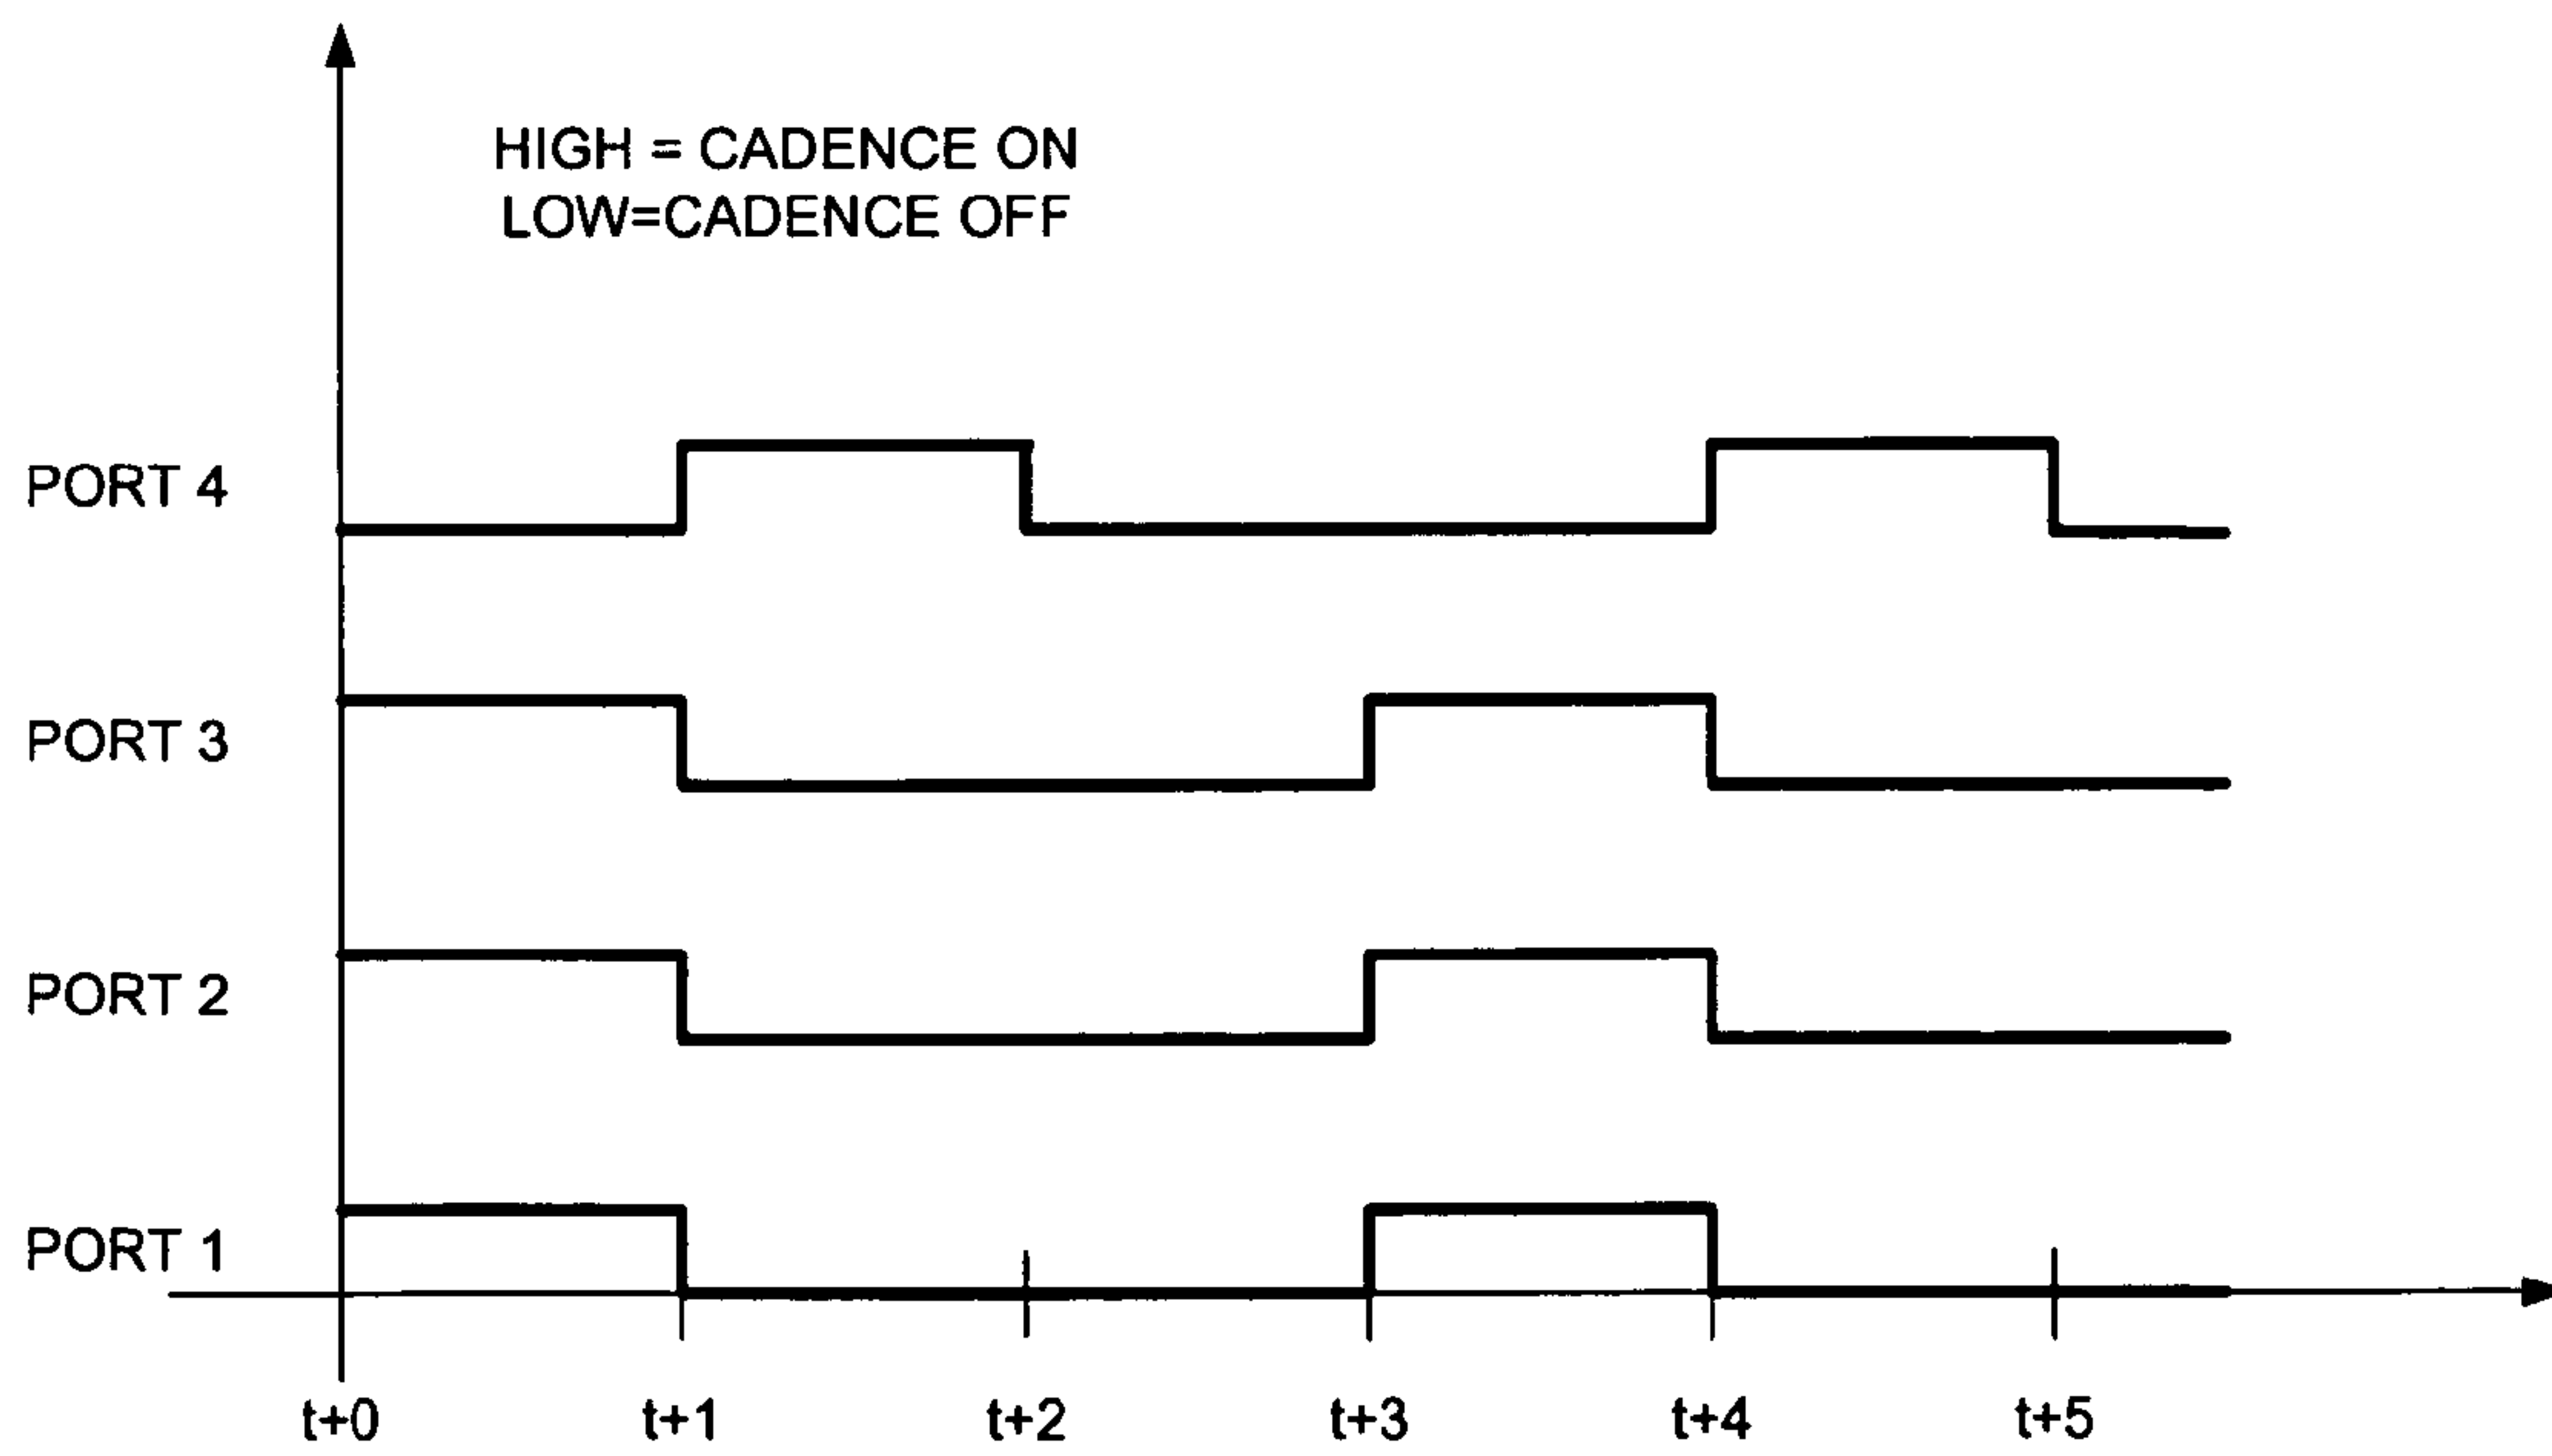 HIGH = CADENCE ON
LOW=CADENCE OFF
PORT 4
PORT 3
PORT 2
PORT 1
t+0
t+1
t+2
t+3
t+4
t+5